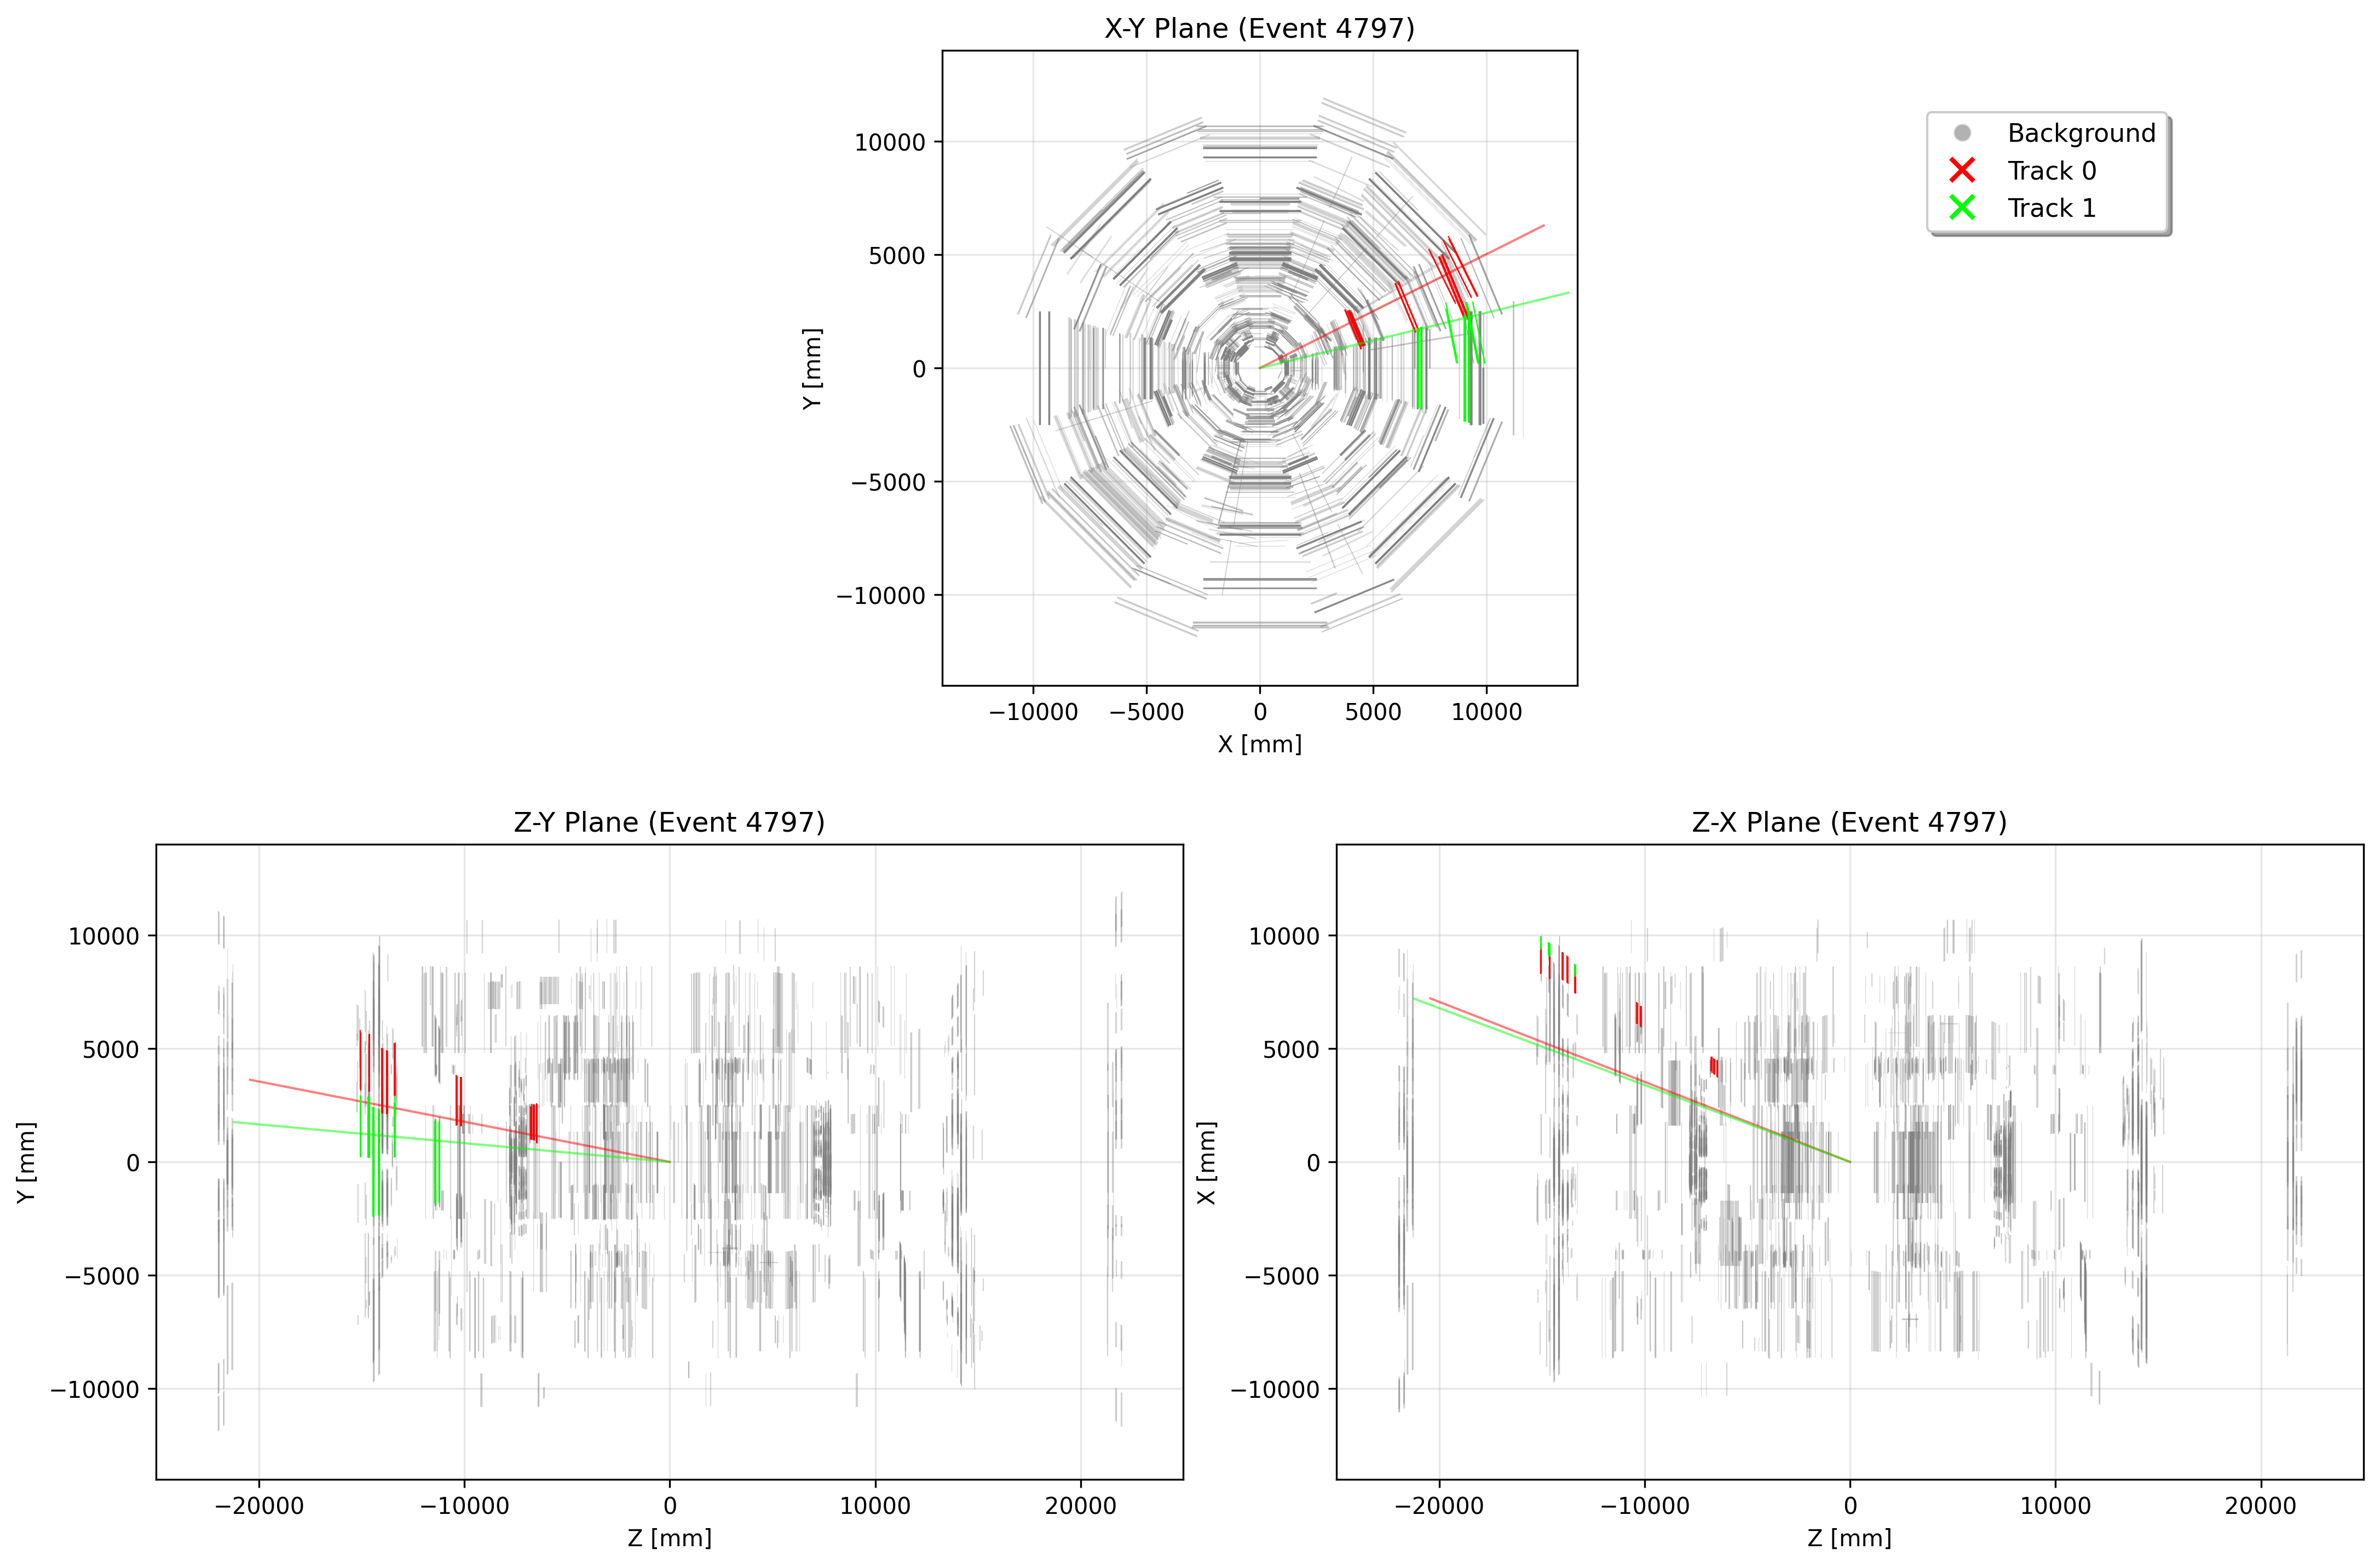 X-Y Plane (Event 4797)
Y [mm]
10000
5000
0
−5000
−10000
−10000 −5000 0 5000 10000
X [mm]
Background
Track 0
Track 1
Z-Y Plane (Event 4797)
Y [mm]
10000
5000
0
−5000
−10000
−20000 −10000 0 10000 20000
Z [mm]
Z-X Plane (Event 4797)
X [mm]
10000
5000
0
−5000
−10000
−20000 −10000 0 10000 20000
Z [mm]